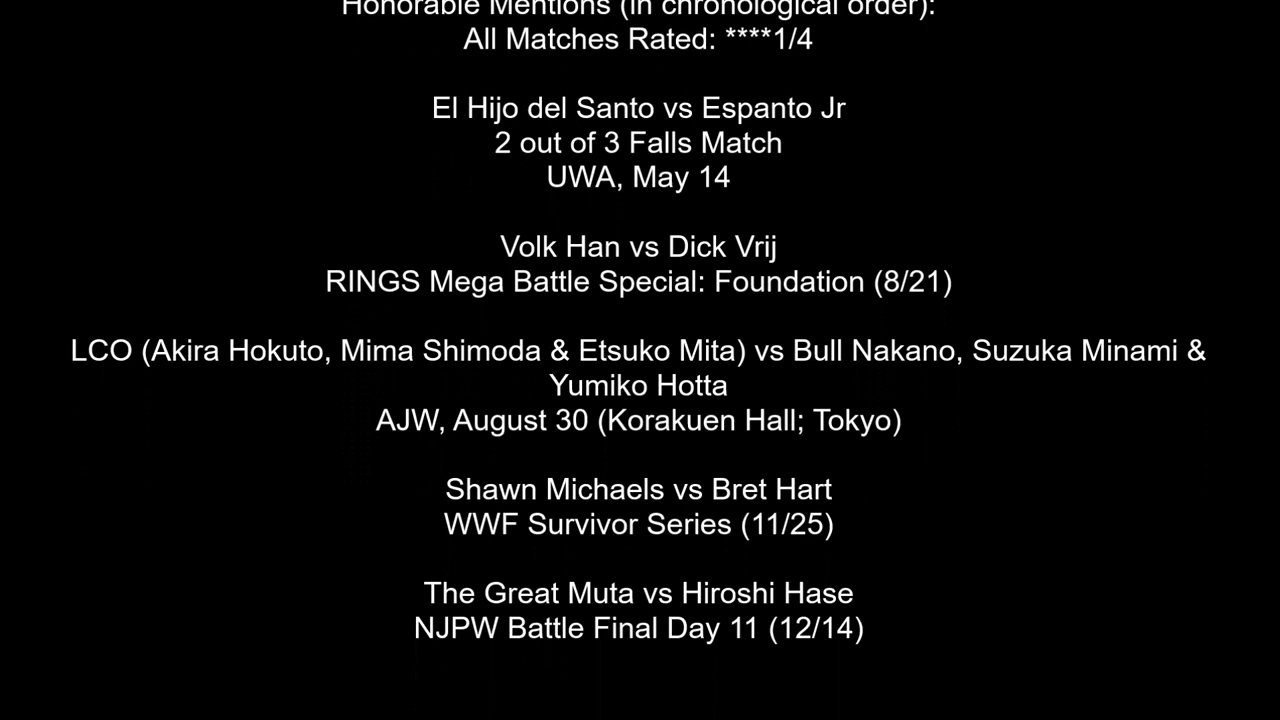 Honorable Mentions (in chronological order):
All Matches Rated: ****1/4
El Hijo del Santo vs Espanto Jr
2 out of 3 Falls Match
UWA, May 14
Volk Han vs Dick Vrij
RINGS Mega Battle Special: Foundation (8/21)
LCO (Akira Hokuto, Mima Shimoda & Etsuko Mita) vs Bull Nakano, Suzuka Minami &
Yumiko Hotta
AJW, August 30 (Korakuen Hall; Tokyo)
Shawn Michaels vs Bret Hart
WWF Survivor Series (11/25)
The Great Muta vs Hiroshi Hase
NJPW Battle Final Day 11 (12/14)